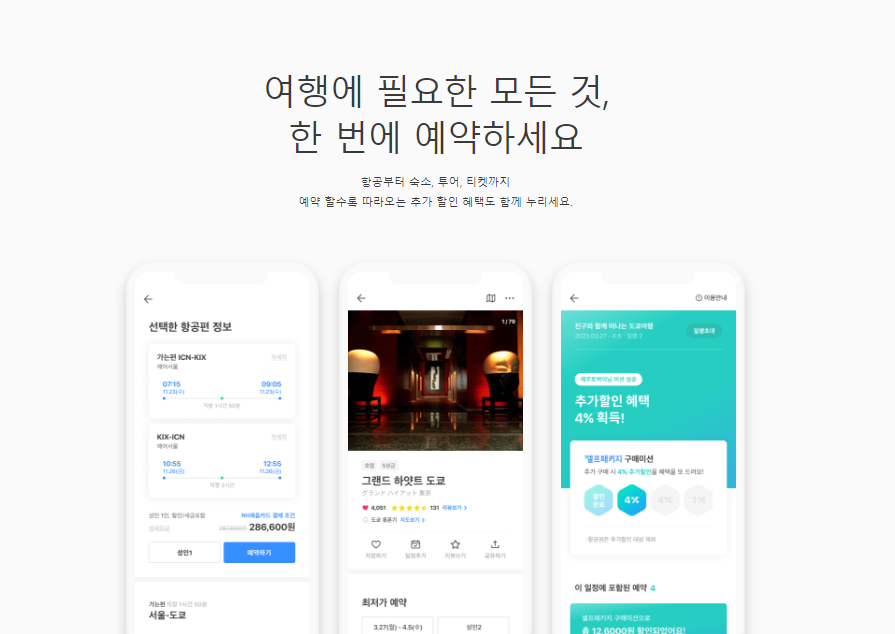 여행에 필요한 모든 것,
한 번에 예약하세요
항공부터 숙소, 투어, 티켓까지
예약 할수록 따라오는 추가 할인 혜택도 함께 누리세요.
선택한 항공편 정보
가는편 ICN-KIX
에어서울
07:15
09:05
11.23(수)
11.23(수)
직항 1시간 50분
KIX-ICN
에어서울
10:55
12:55
11.26(금)
11.26(금)
직항 2시간
성인 1인, 할인/세금포함
NH애플카드 결제 조건
287,600원 286,600원
성인1
예약하기
가는편 직항 1시간 50분
서울-도쿄
1 / 79
호텔 5성급
그랜드 하얏트 도쿄
グランド ハイアット 東京
4,051
131 리뷰보기 >
도쿄 롯폰기 지도보기 >
저장하기
일정추가
리뷰쓰기
공유하기
최저가 예약
3.27(월) - 4.5(수)
성인2
이용안내
친구와 함께 떠나는 도쿄여행
2023.03.27 - 4.5
일행초대
추가할인 혜택
4% 획득!
셀프패키지 구매미션
추가 구매 시 4% 추가할인을 혜택을 또 드려요!
할인
완료
4%
4%
1%
항공권은 추가할인 대상 제외
이 일정에 포함된 예약 4
셀프패키지 구매미션으로
총 12,6000원 할인되었어요!